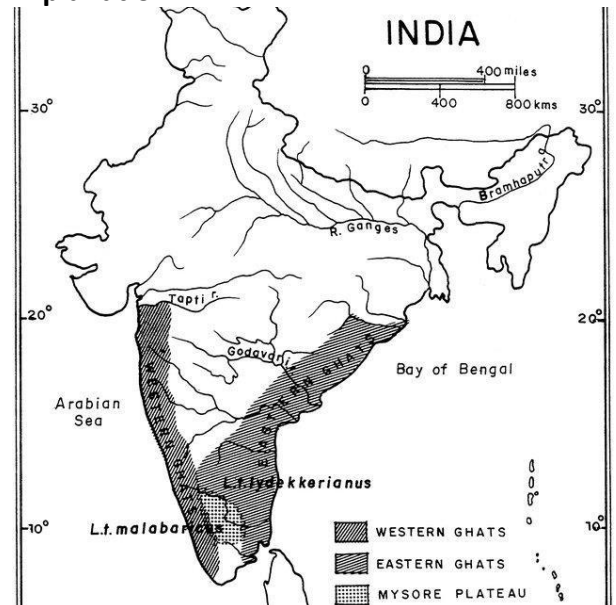 INDIA
0 400 miles
0 400 800 kms
30° 30°
Bramhaputr
R. Ganges
Tapti r.
20° 20°
Godavari
EASTERN GHATS
Bay of Bengal
WESTERN GHATS
Arabian
Sea
L.t.lydekkerianus
L.t.malabaricus
10° 10°
WESTERN GHATS
EASTERN GHATS
MYSORE PLATEAU